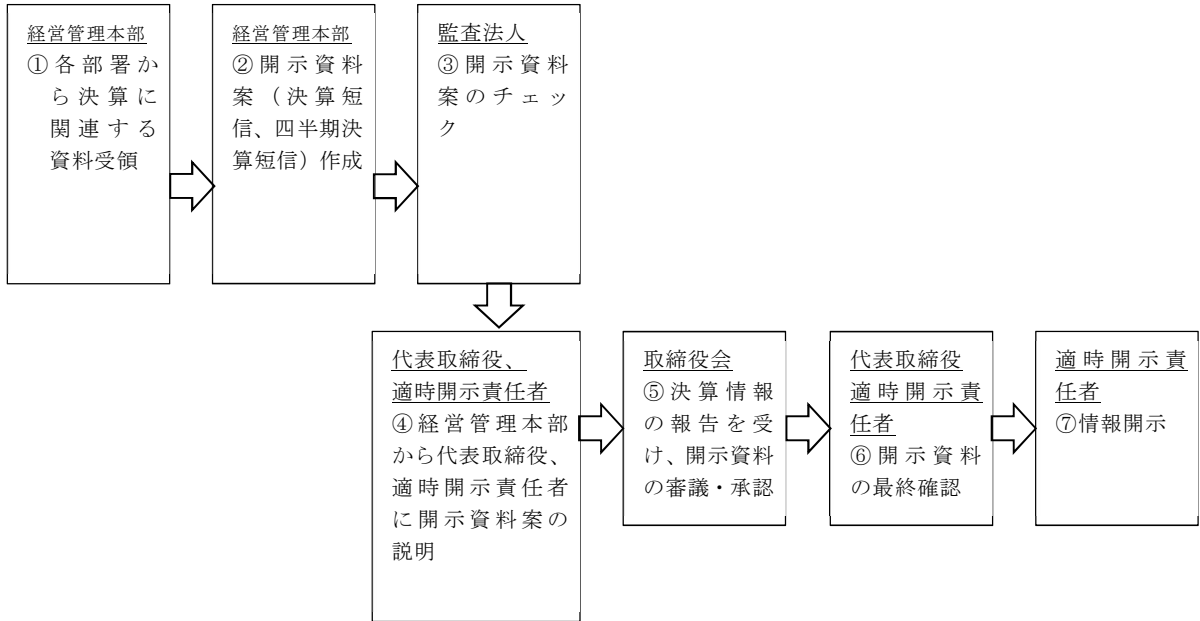 経営管理本部
①各部署か
ら決算に
関連する
資料受領
経営管理本部
②開示資料
案（決算短
信、四半期決
算短信）作成
監査法人
③開示資料
案のチェッ
ク
代表取締役、
適時開示責任者
④経営管理本部
から代表取締役、
適時開示責任者
に開示資料案の
説明
取締役会
⑤決算情報
の報告を受
け、開示資料
の審議・承認
代表取締役
適時開示責
任者
⑥開示資料
の最終確認
適時開示責
任者
⑦情報開示